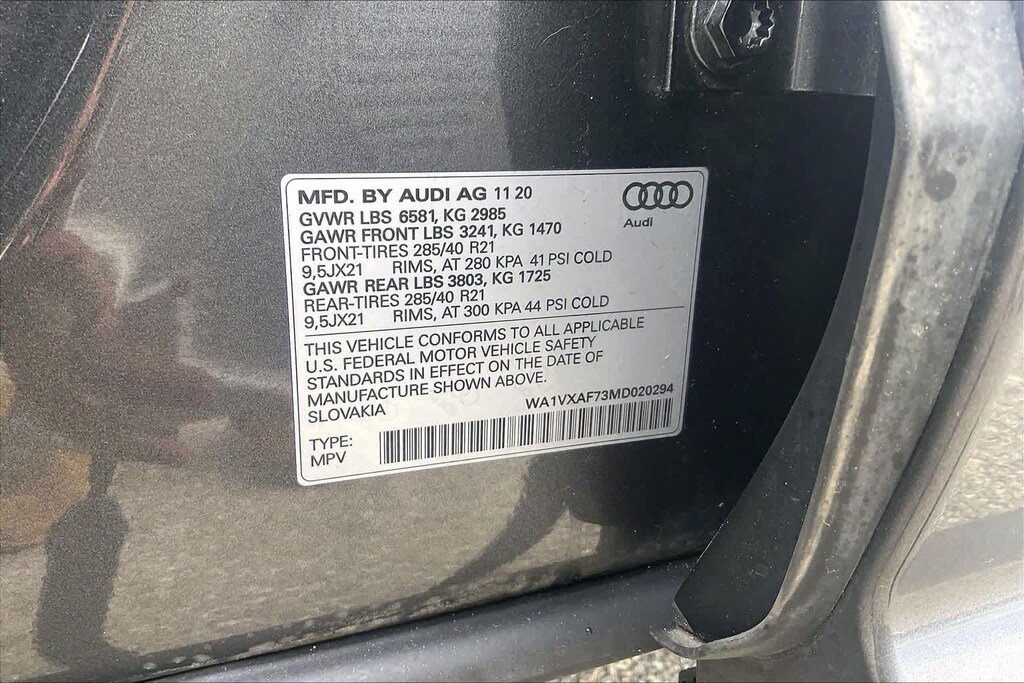 MFD. BY AUDI AG 11 20
Audi
GVWR LBS 6581, KG 2985
GAWR FRONT LBS 3241, KG 1470
FRONT-TIRES 285/40 R21
9,5JX21 RIMS, AT 280 KPA 41 PSI COLD
GAWR REAR LBS 3803, KG 1725
REAR-TIRES 285/40 R21
9,5JX21 RIMS, AT 300 KPA 44 PSI COLD
THIS VEHICLE CONFORMS TO ALL APPLICABLE
U.S. FEDERAL MOTOR VEHICLE SAFETY
STANDARDS IN EFFECT ON THE DATE OF
MANUFACTURE SHOWN ABOVE.
SLOVAKIA WA1VXAF73MD020294
TYPE:
MPV